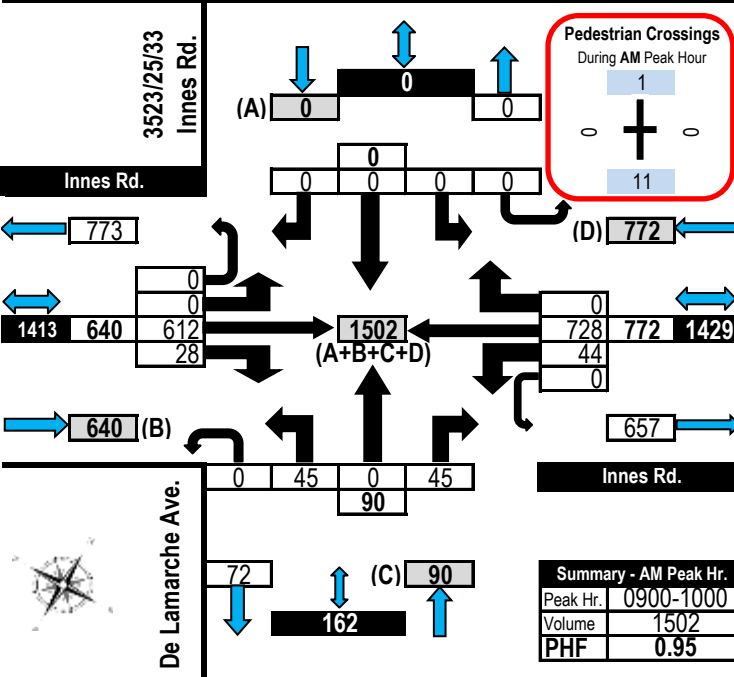 3523/25/33
Innes Rd.
Pedestrian Crossings
During AM Peak Hour
1
0
0
11
0
(A) 0
0
0
0 0 0 0
Innes Rd.
773
(D) 772
0
0
1413 640 612
28
1502
(A+B+C+D)
0
728 772 1429
44
0
640 (B)
657
0 45 0 45
90
Innes Rd.
De Lamarche Ave.
72
(C) 90
162
Summary - AM Peak Hr.
Peak Hr. 0900-1000
Volume 1502
PHF 0.95